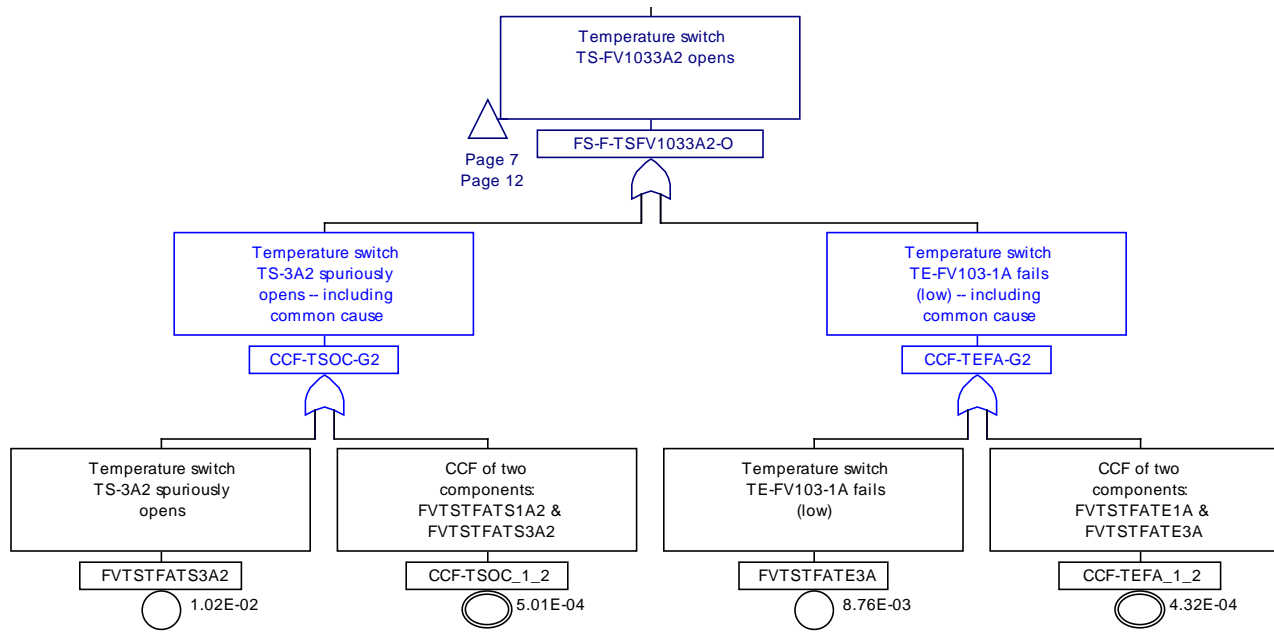 Temperature switch
TS-FV1033A2 opens
FS-F-TSFV1033A2-O
Page 7
Page 12
Temperature switch
TS-3A2 spuriously
opens -- including
common cause
CCF-TSOC-G2
Temperature switch
TE-FV103-1A fails
(low) -- including
common cause
CCF-TEFA-G2
Temperature switch
TS-3A2 spuriously
opens
FVTSTFATS3A2
1.02E-02
CCF of two
components:
FVTSTFATS1A2 &
FVTSTFATS3A2
CCF-TSOC_1_2
5.01E-04
Temperature switch
TE-FV103-1A fails
(low)
FVTSTFATE3A
8.76E-03
CCF of two
components:
FVTSTFATE1A &
FVTSTFATE3A
CCF-TEFA_1_2
4.32E-04